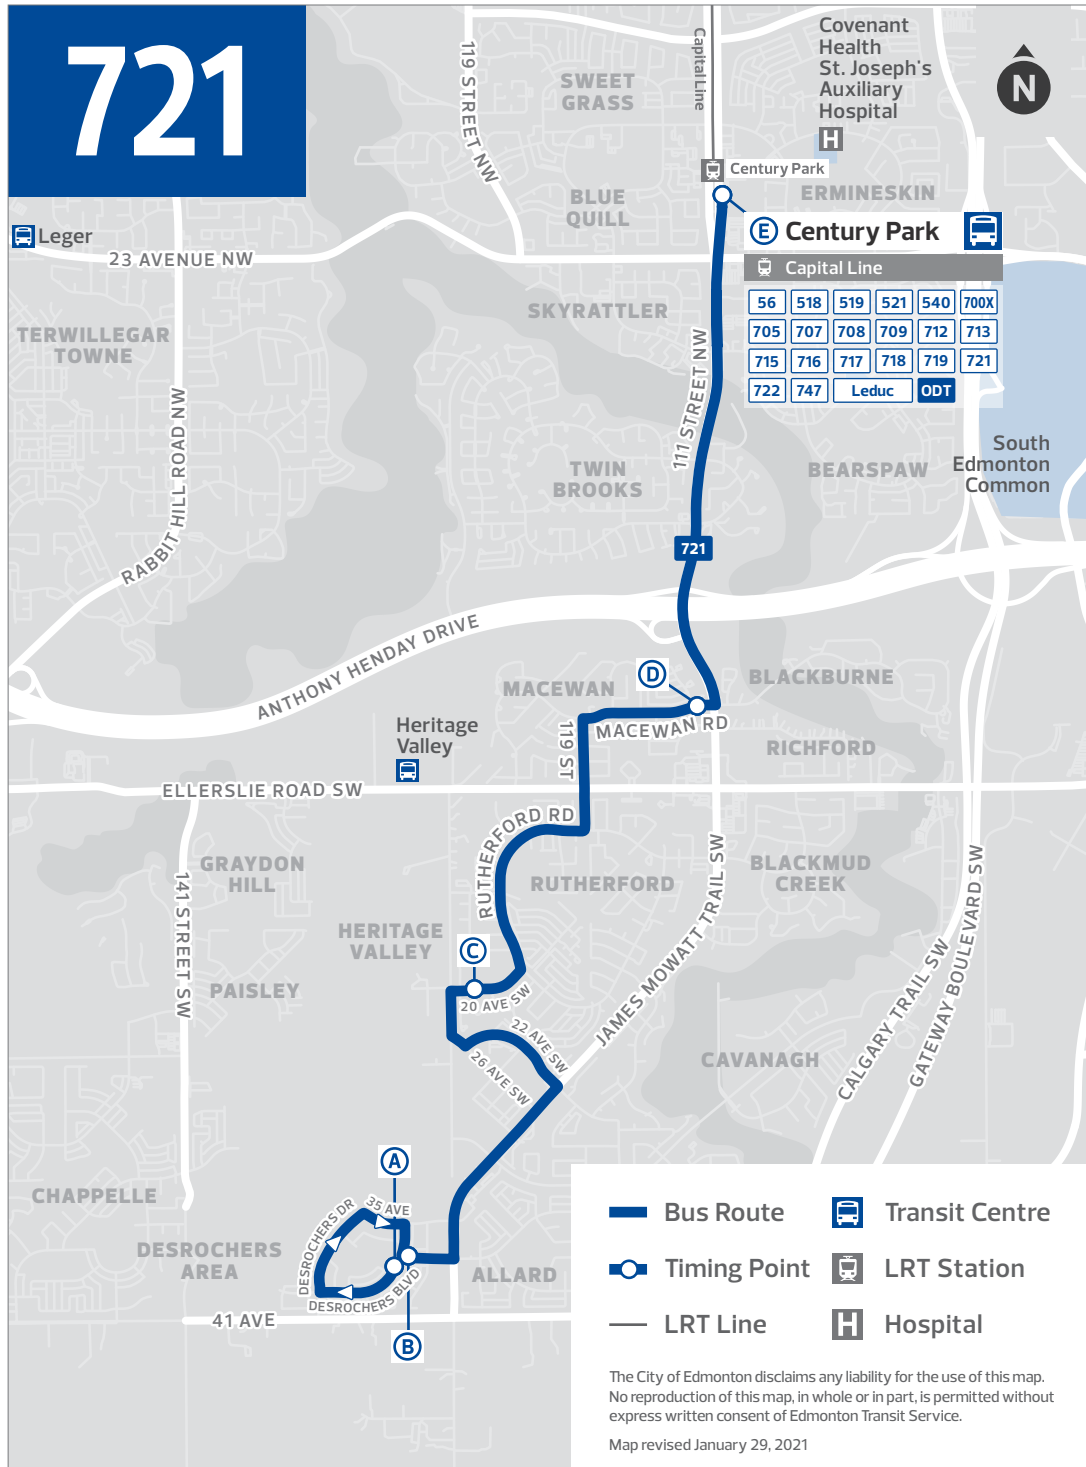 721
Covenant
Health
St. Joseph's
Auxiliary
Hospital
H
N
119 STREET NW
Capital Line
SWEET
GRASS
Century Park
ERMINESKIN
BLUE
QUILL
Leger
23 AVENUE NW
E Century Park
Capital Line
56 518 519 521 540 700X
705 707 708 709 712 713
715 716 717 718 719 721
722 747 Leduc ODT
SKYRATTLER
TERWILLEGAR
TOWNE
111 STREET NW
RABBIT HILL ROAD NW
South
Edmonton
Common
TWIN
BROOKS
BEARSPAW
721
ANTHONY HENDAY DRIVE
D
MACEWAN
BLACKBURNE
MACEWAN RD
119 ST
Heritage
Valley
RICHFORD
ELLERSLIE ROAD SW
RUTHERFORD RD
GRAYDON
HILL
RUTHERFORD
BLACKMUD
CREEK
141 STREET SW
HERITAGE
VALLEY
C
PAISLEY
20 AVE SW
22 AVE SW
26 AVE SW
JAMES MOWATT TRAIL SW
CAVANAGH
CALGARY TRAIL SW
GATEWAY BOULEVARD SW
A
CHAPPELLE
35 AVE
DESROCHERS DR
DESROCHERS
AREA
DESROCHERS BLVD
ALLARD
41 AVE
B
Bus Route
Transit Centre
Timing Point
LRT Station
LRT Line
H Hospital
The City of Edmonton disclaims any liability for the use of this map.
No reproduction of this map, in whole or in part, is permitted without
express written consent of Edmonton Transit Service.
Map revised January 29, 2021